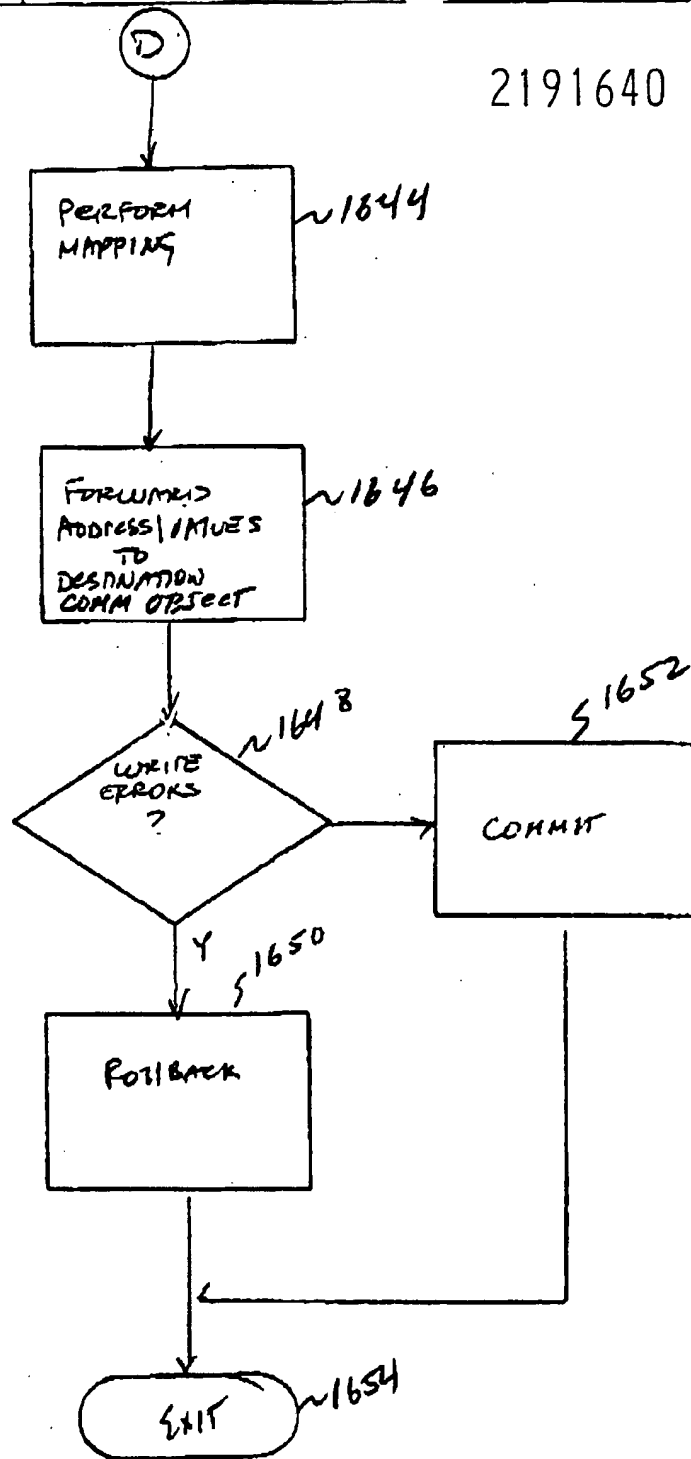 D
2191640
PERFORM
MAPPING
1644
FORWARD
ADDRESS/VALUES
TO
DESTINATION
COMM OBJECT
1646
WRITE
ERRORS
?
1648
1652
COMMIT
Y
1650
ROLLBACK
EXIT
1654